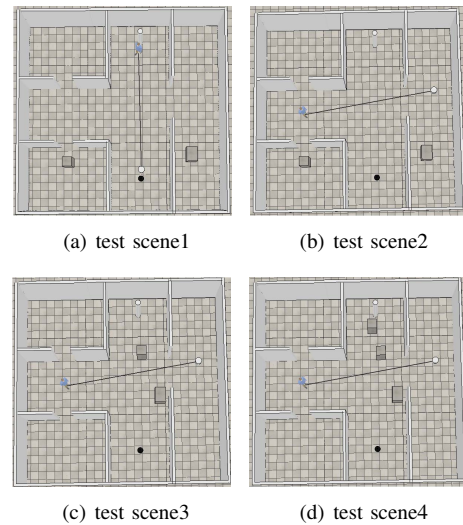 (a) test scene1
(b) test scene2
(c) test scene3
(d) test scene4